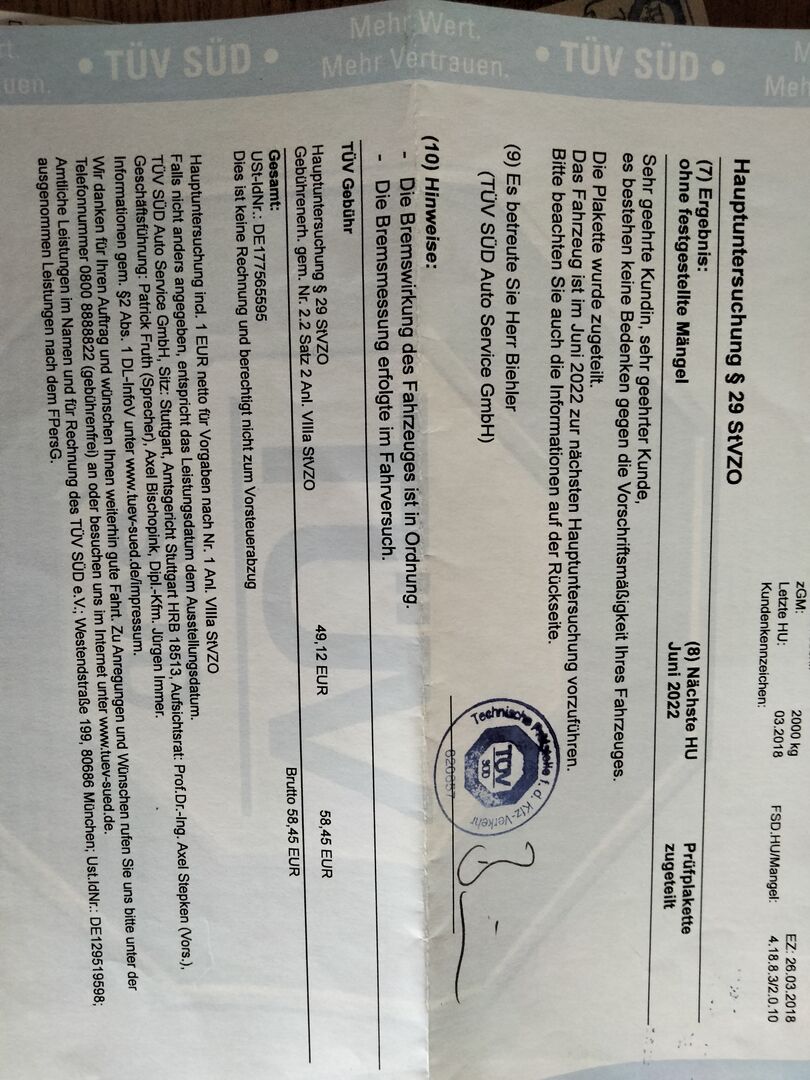 zGM: 2000 kg EZ: 26.03.2018
Letzte HU: 03.2018 FSD.HU/Mangel: 4.18.8.3/2.0.10
Kundenkennzeichen:
Hauptuntersuchung § 29 StVZO
(7) Ergebnis: (8) Nächste HU Prüfplakette
ohne festgestellte Mängel Juni 2022 zugeteilt
Sehr geehrte Kundin, sehr geehrter Kunde,
es bestehen keine Bedenken gegen die Vorschriftsmäßigkeit Ihres Fahrzeuges.
Die Plakette wurde zugeteilt.
Das Fahrzeug ist im Juni 2022 zur nächsten Hauptuntersuchung vorzuführen.
Bitte beachten Sie auch die Informationen auf der Rückseite.
(9) Es betreute Sie Herr Biehler
(TÜV SÜD Auto Service GmbH)
Technische Prüfstelle f. d. Kfz-Verkehr
TÜV
SÜD
(10) Hinweise:
- Die Bremswirkung des Fahrzeuges ist in Ordnung.
- Die Bremsmessung erfolgte im Fahrversuch.
TÜV Gebühr
Hauptuntersuchung § 29 StVZO 49,12 EUR 58,45 EUR
Gebührenerh. gem. Nr. 2.2 Satz 2 Anl. VIIIa StVZO
Gesamt: Brutto 58,45 EUR
USt-IdNr.: DE177565595
Dies ist keine Rechnung und berechtigt nicht zum Vorsteuerabzug
Hauptuntersuchung incl. 1 EUR netto für Vorgaben nach Nr. 1 Anl. VIIIa StVZO
Falls nicht anders angegeben, entspricht das Leistungsdatum dem Ausstellungsdatum.
TÜV SÜD Auto Service GmbH, Sitz: Stuttgart, Amtsgericht Stuttgart HRB 18513, Aufsichtsrat: Prof.Dr.-Ing. Axel Stepken (Vors.),
Geschäftsführung: Patrick Fruth (Sprecher), Axel Bischopink, Dipl.-Kfm. Jürgen Immer.
Informationen gem. §2 Abs. 1 DL-InfoV unter www.tuev-sued.de/impressum.
Wir danken für Ihren Auftrag und wünschen Ihnen weiterhin gute Fahrt. Zu Anregungen und Wünschen rufen Sie uns bitte unter der
Telefonnummer 0800 8888822 (gebührenfrei) an oder besuchen uns im Internet unter www.tuev-sued.de.
Amtliche Leistungen im Namen und für Rechnung des TÜV SÜD e.V.; Westendstraße 199, 80686 München; Ust.IdNr.: DE129519598;
ausgenommen Leistungen nach dem FPersG.
Mehr Wert.
• TÜV SÜD • Mehr Vertrauen. • TÜV SÜD •